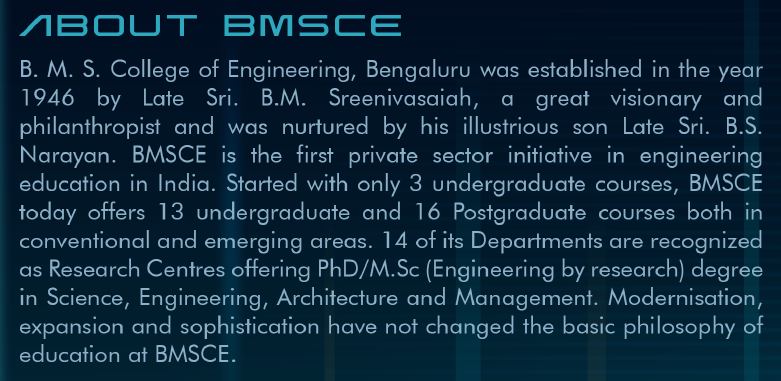 ABOUT BMSCE
B. M. S. College of Engineering, Bengaluru was established in the year
1946 by Late Sri. B.M. Sreenivasaiah, a great visionary and
philanthropist and was nurtured by his illustrious son Late Sri. B.S.
Narayan. BMSCE is the first private sector initiative in engineering
education in India. Started with only 3 undergraduate courses, BMSCE
today offers 13 undergraduate and 16 Postgraduate courses both in
conventional and emerging areas. 14 of its Departments are recognized
as Research Centres offering PhD/M.Sc (Engineering by research) degree
in Science, Engineering, Architecture and Management. Modernisation,
expansion and sophistication have not changed the basic philosophy of
education at BMSCE.